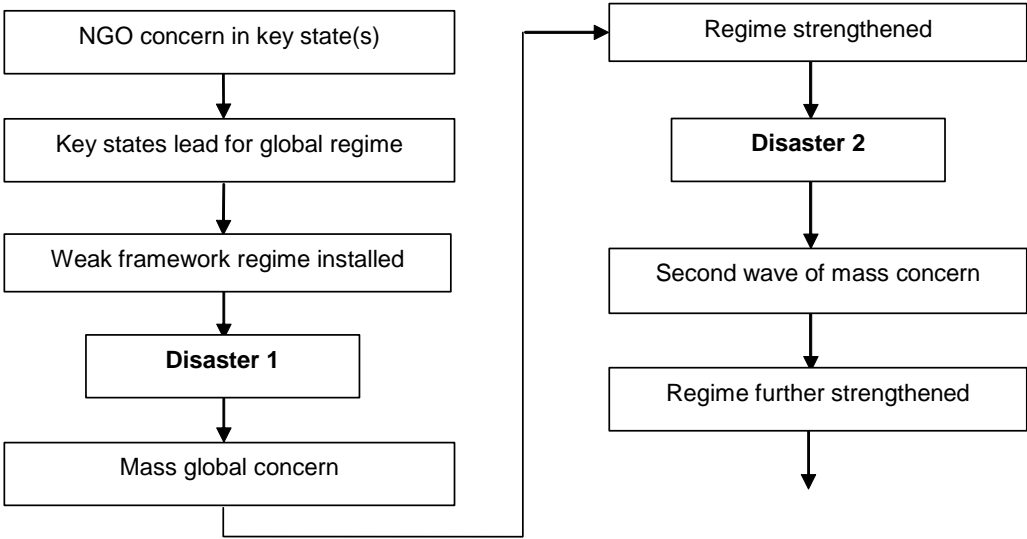 NGO concern in key state(s)
Key states lead for global regime
Weak framework regime installed
Disaster 1
Mass global concern
Regime strengthened
Disaster 2
Second wave of mass concern
Regime further strengthened